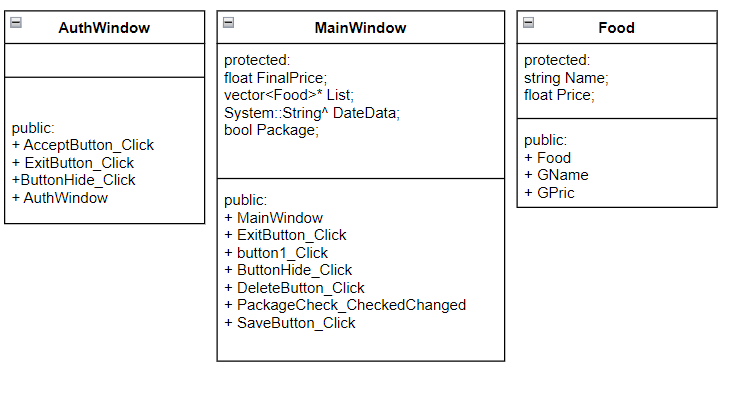 AuthWindow
public:
+ AcceptButton_Click
+ ExitButton_Click
+ButtonHide_Click
+ AuthWindow
MainWindow
protected:
float FinalPrice;
vector<Food>* List;
System::String^ DateData;
bool Package;
public:
+ MainWindow
+ ExitButton_Click
+ button1_Click
+ ButtonHide_Click
+ DeleteButton_Click
+ PackageCheck_CheckedChanged
+ SaveButton_Click
Food
protected:
string Name;
float Price;
public:
+ Food
+ GName
+ GPric